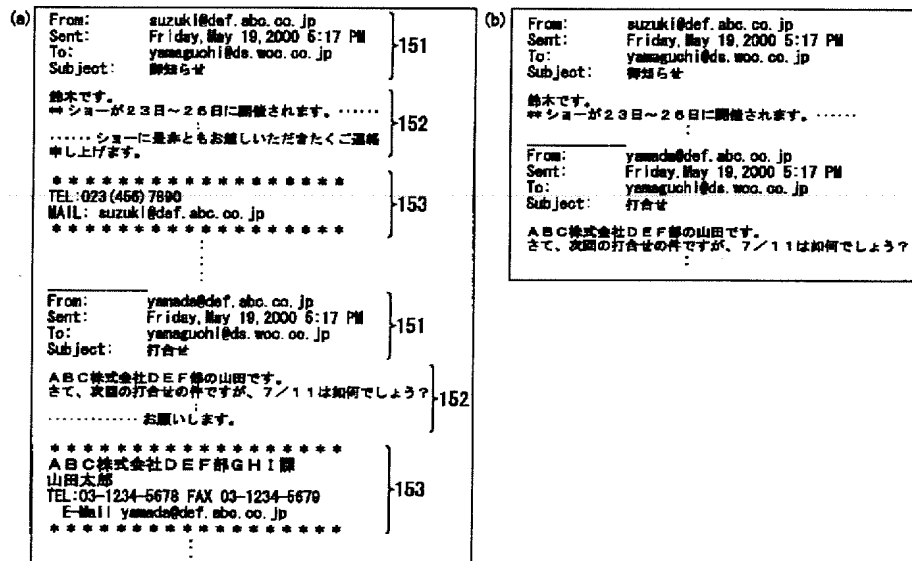 (a)
From: suzuki@def.abc.co.jp
Sent: Friday, May 19, 2000 5:17 PM
To: yamaguchi@ds.woo.co.jp
Subject: 御知らせ
151
鈴木です。
** ショーが23日~26日に開催されます。……
:
…… ショーに是非ともお越しいただきたくご連絡
申し上げます。
152
* * * * * * * * * * * * * * * * * *
TEL:023(456)7890
MAIL: suzuki@def.abc.co.jp
* * * * * * * * * * * * * * * * * *
153
From: yamada@def.abc.co.jp
Sent: Friday, May 19, 2000 5:17 PM
To: yamaguchi@ds.woo.co.jp
Subject: 打合せ
151
ABC株式会社DEF部の山田です。
さて、次回の打合せの件ですが、7/11は如何でしょう?
:
…………… お願いします。
152
* * * * * * * * * * * * * * * * * *
ABC株式会社DEF部GHI課
山田太郎
TEL:03-1234-5678 FAX 03-1234-5679
E-Mail yamada@def.abc.co.jp
* * * * * * * * * * * * * * * * * *
153
(b)
From: suzuki@def.abc.co.jp
Sent: Friday, May 19, 2000 5:17 PM
To: yamaguchi@ds.woo.co.jp
Subject: 御知らせ
鈴木です。
** ショーが23日~26日に開催されます。……
:
From: yamada@def.abc.co.jp
Sent: Friday, May 19, 2000 5:17 PM
To: yamaguchi@ds.woo.co.jp
Subject: 打合せ
ABC株式会社DEF部の山田です。
さて、次回の打合せの件ですが、7/11は如何でしょう?
: